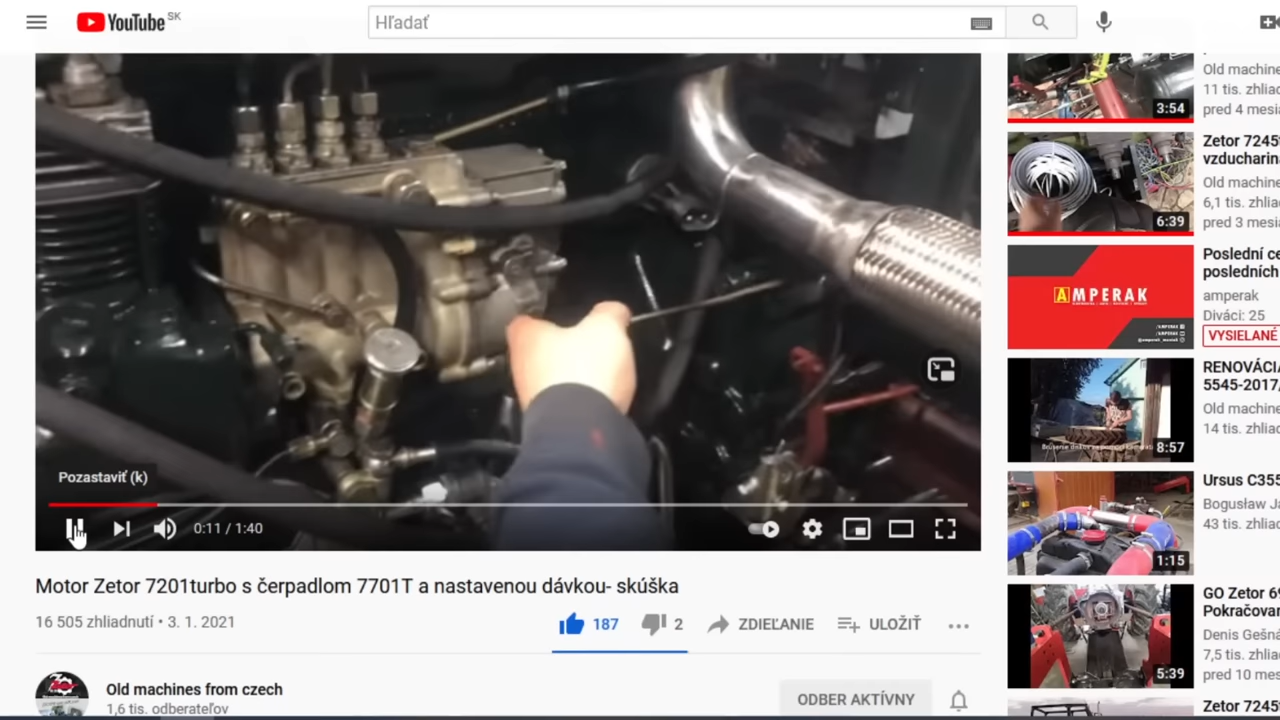 YouTube SK
Hľadať
Pozastaviť (k)
0:11 / 1:40
Motor Zetor 7201turbo s čerpadlom 7701T a nastavenou dávkou- skúška
16 505 zhliadnutí • 3. 1. 2021
187
2
ZDIEĽANIE
ULOŽIŤ
Old machines from czech
1,6 tis. odberateľov
ODBER AKTÍVNY
3:54
Old machine
11 tis. zhliad
pred 4 mesia
6:39
Zetor 7245
vzducharin
Old machine
6,1 tis. zhliad
pred 3 mesia
AMPERAK
Poslední ce
posledních
amperak
Diváci: 25
VYSIELANÉ
8:57
RENOVÁCIA
5545-2017,
Old machine
14 tis. zhliad
1:15
Ursus C355
Bogusław Ja
43 tis. zhliad
5:39
GO Zetor 69
Pokračovan
Denis Gešná
7,5 tis. zhliad
pred 10 mes
Zetor 7245